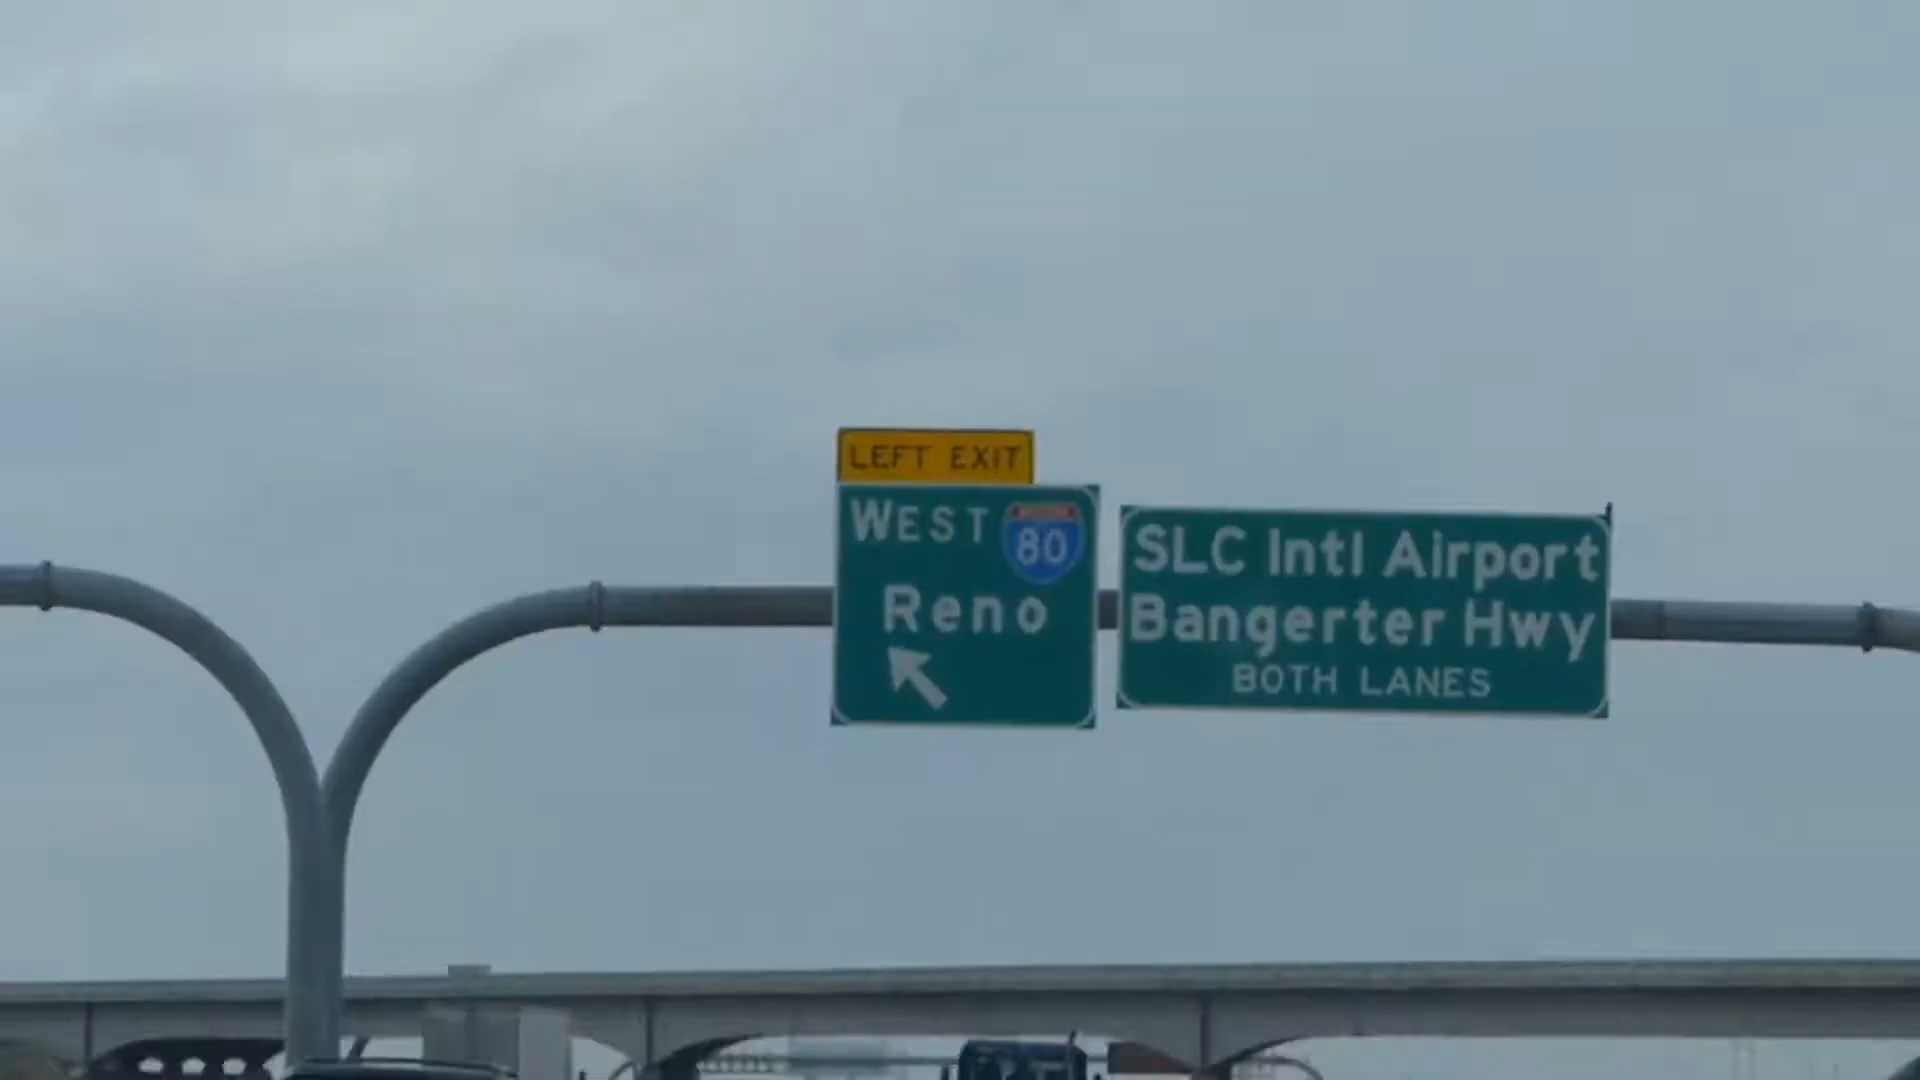 LEFT EXIT
WEST 80
Reno
SLC Intl Airport
Bangerter Hwy
BOTH LANES